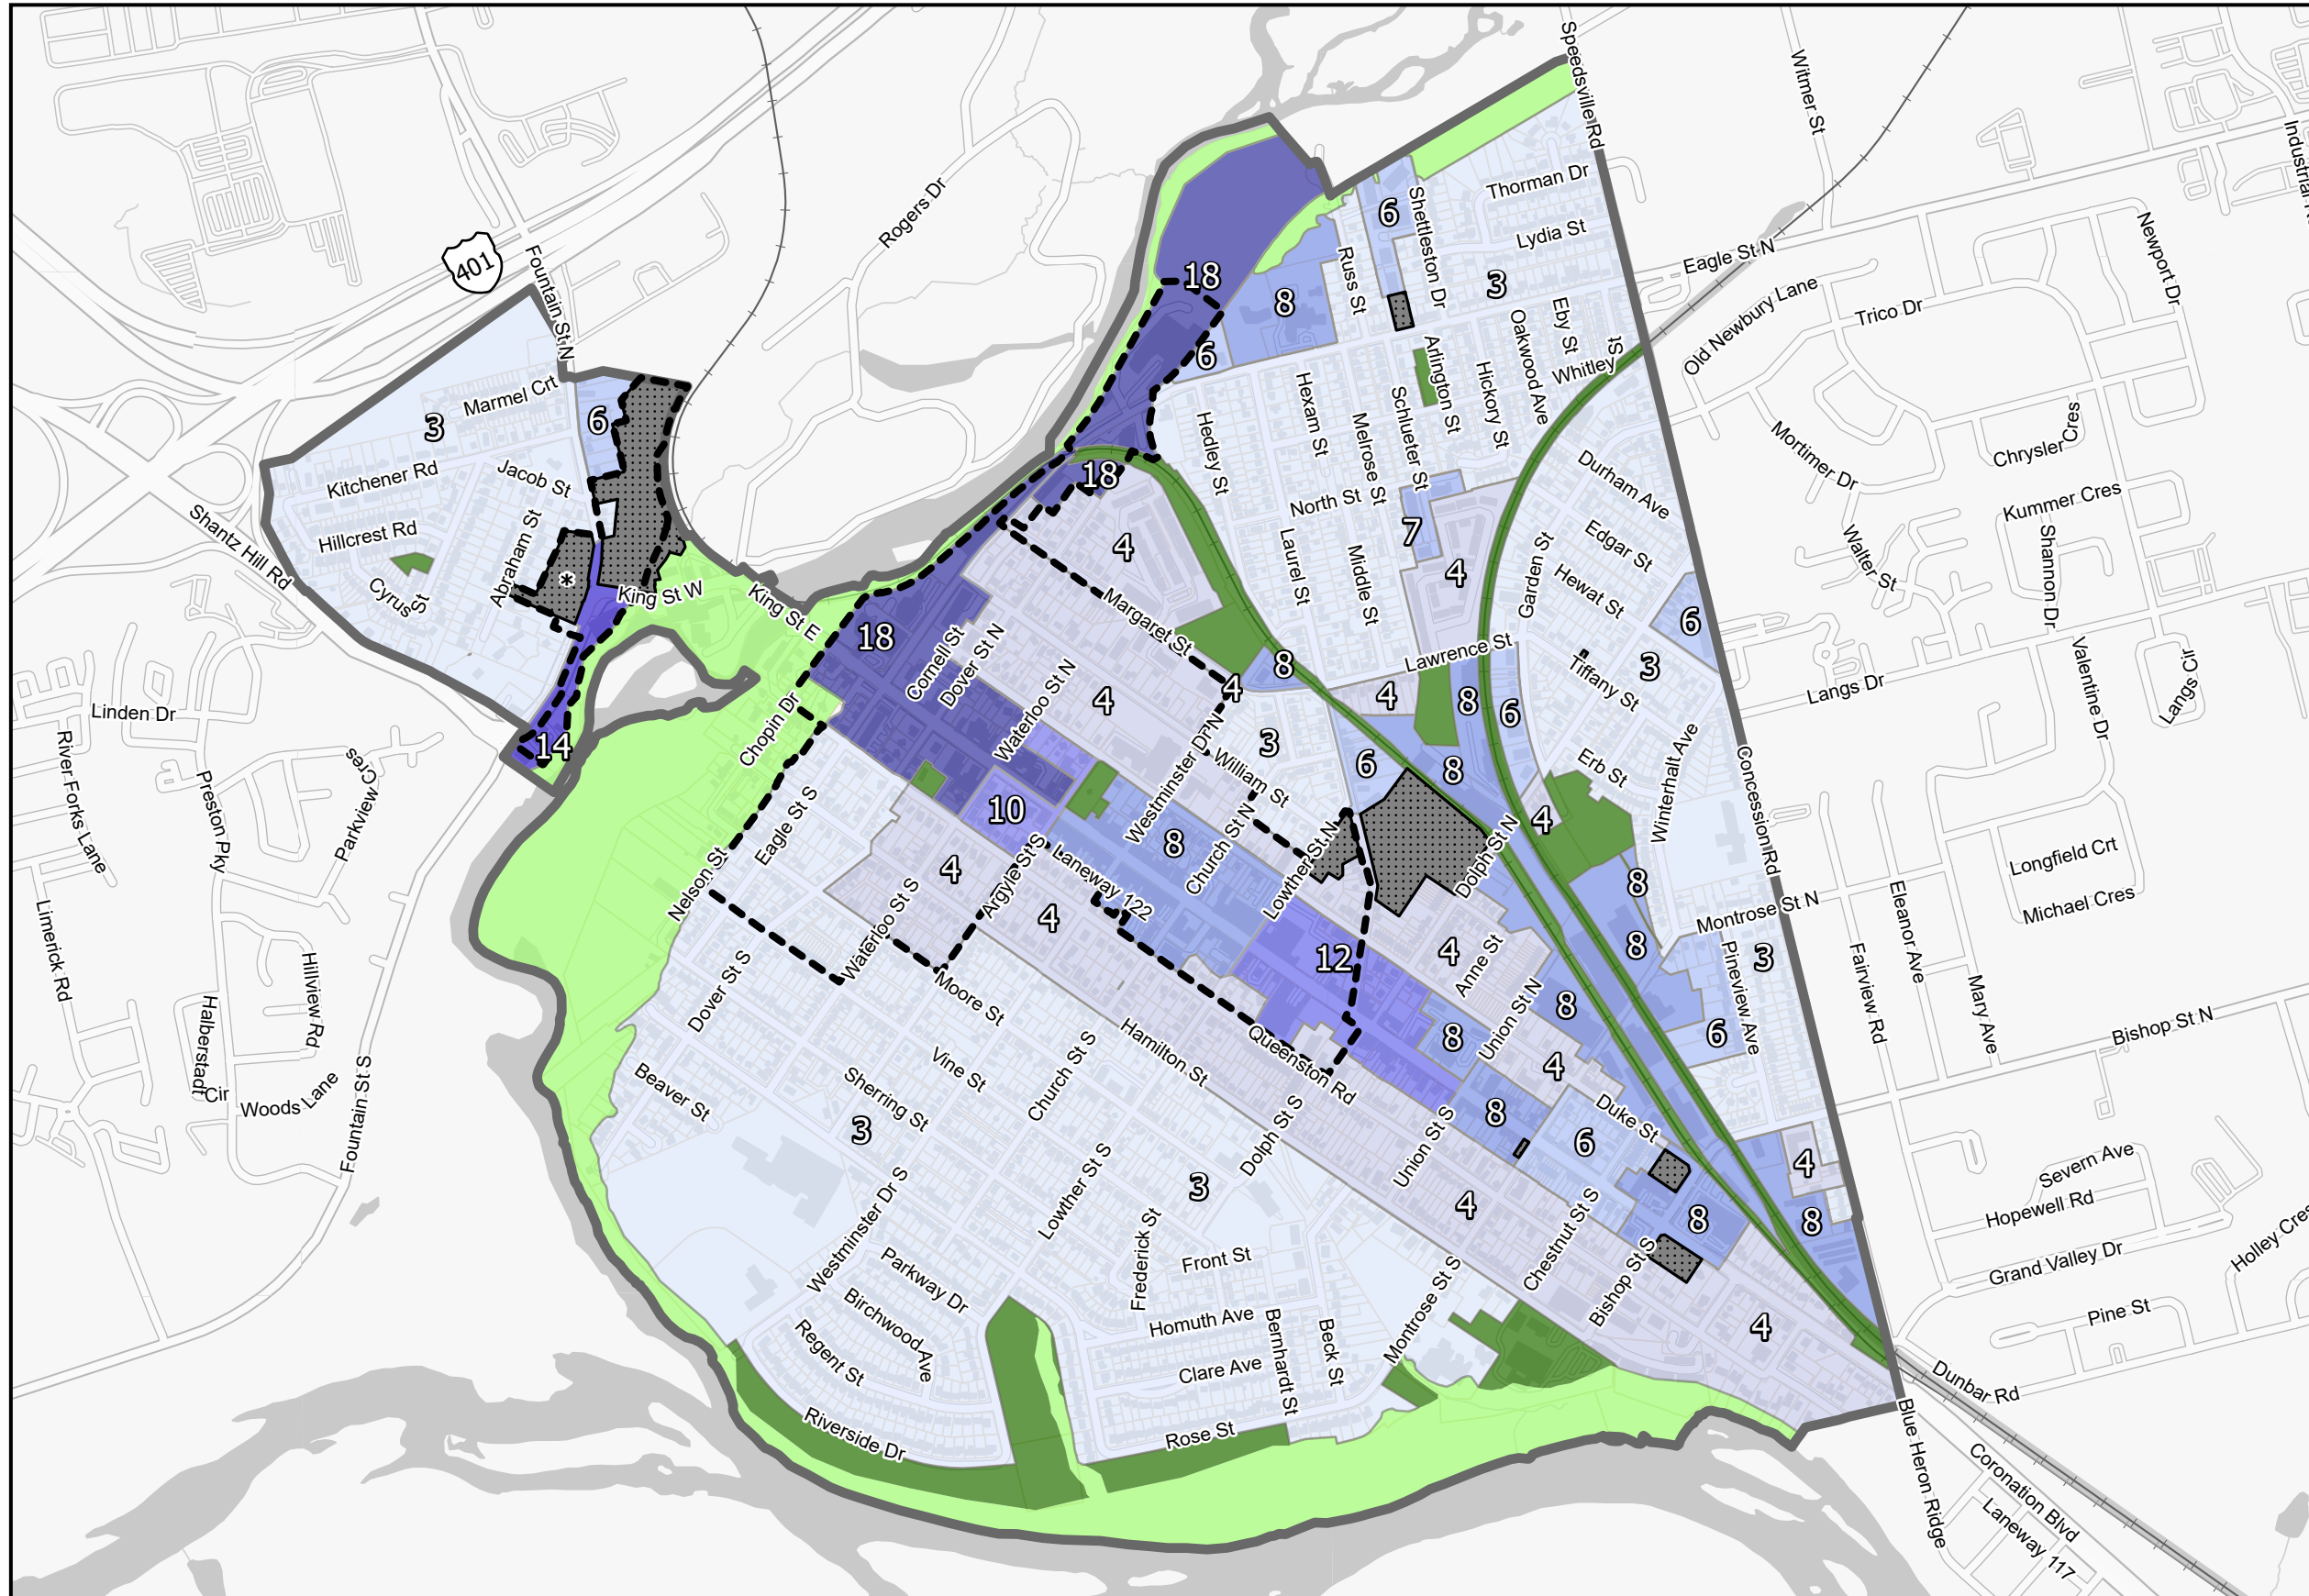 Speedsville Rd
Witmer St
Industrial R
Rogers Dr
Thorman Dr
6
Shettleston Dr
Lydia St
Eagle St N
Newport Dr
401
Fountain St N
18
Russ St
3
8
Eby St
Oakwood Ave
Old Newbury Lane
Trico Dr
6
Arlington St
Hickory St
Whitley St
Marmel Crt
3
6
Hexam St
Schlueter St
Melrose St
Hedley St
Mortimer Dr
Chrysler Cres
Kitchener Rd
Jacob St
18
Durham Ave
North St
Kummer Cres
Shantz Hill Rd
Hillcrest Rd
Abraham St
4
7
Edgar St
Laurel St
Middle St
4
Garden St
Hewat St
Walter St
Shannon Dr
*
Cyrus St
King St W
King St E
Margaret St
6
18
Cornell St
Dover St N
Lawrence St
8
3
Tiffany St
Valentine Dr
Langs Dr
Langs Cir
Waterloo St N
4
4
4
8
6
Linden Dr
Chopin Dr
Westminster Dr N
3
14
River Forks Lane
Preston Pky
Parkview Cres
William St
6
8
Erb St
Winterhalt Ave
Concession Rd
Eagle St S
10
8
Church St N
Lowther St N
Dolph St N
4
Longfield Crt
Nelson St
4
Argyle St S
Laneway 122
8
Michael Cres
Montrose St N
Limerick Rd
Waterloo St S
4
Eleanor Ave
Hillview Rd
Dover St S
12
4
Anne St
8
Pineview Ave
3
Fairview Rd
Mary Ave
Moore St
8
Halberstadt Cir
Union St N
8
6
Bishop St N
Hamilton St
Queenston Rd
Vine St
Church St S
4
Woods Lane
Fountain St S
Beaver St
Sherring St
3
Dolph St S
Union St S
8
Duke St
6
4
Severn Ave
Westminster Dr S
Lowther St S
3
4
Chestnut St S
8
8
Hopewell Rd
Frederick St
Front St
Parkway Dr
Montrose St S
Bishop St S
Grand Valley Dr
Holley Cres
Birchwood Ave
Homuth Ave
Bernhardt St
Beck St
4
Pine St
Regent St
Clare Ave
Dunbar Rd
Riverside Dr
Rose St
Blue Heron Ridge
Coronation Blvd
Laneway 117